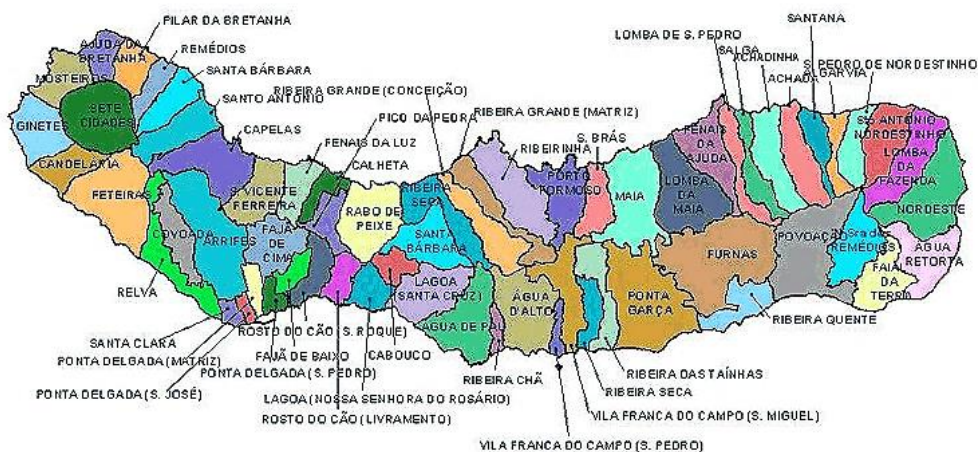 SANTANA
PILAR DA BRETANHA
LOMBA DE S. PEDRO
AJUDA DA
BRETANHA
REMÉDIOS
SALGA
ACHADINHA
S. PEDRO DE NORDESTINHO
MOSTEIROS
SANTA BÁRBARA
ACHADA
ALGARVIA
SETE
CIDADES
SANTO ANTÓNIO
RIBEIRA GRANDE (CONCEIÇÃO)
RIBEIRA GRANDE (MATRIZ)
PICO DA PEDRA
GINETES
CAPELAS
FENAIS DA LUZ
S. BRÁS
RIBEIRINHA
FENAIS
DA
AJUDA
STO ANTÓNIO
NORDESTINHO
CANDELÁRIA
CALHETA
PORTO
FORMOSO
LOMBA
DA
FAZENDA
FETEIRAS
S. VICENTE
FERREIRA
RIBEIRA
SECA
MAIA
LOMBA
DA
MAIA
RABO DE
PEIXE
NORDESTE
COVOADA
ARRIFES
FAJÃ
DE
CIMA
SANTA
BÁRBARA
POVOAÇÃO
Sra dos
REMÉDIOS
FURNAS
ÁGUA
RETORTA
RELVA
LAGOA
(SANTA CRUZ)
ÁGUA
D'ALTO
PONTA
GARÇA
FAIAL
DA
TERRA
RIBEIRA QUENTE
ÁGUA DE PAU
SANTA CLARA
ROSTO DO CÃO (S. ROQUE)
PONTA DELGADA (MATRIZ)
FAJÃ DE BAIXO
CABOUCO
PONTA DELGADA (S. PEDRO)
RIBEIRA CHÃ
RIBEIRA DAS TAÍNHAS
PONTA DELGADA (S. JOSÉ)
RIBEIRA SECA
LAGOA (NOSSA SENHORA DO ROSÁRIO)
ROSTO DO CÃO (LIVRAMENTO)
VILA FRANCA DO CAMPO (S. MIGUEL)
VILA FRANCA DO CAMPO (S. PEDRO)